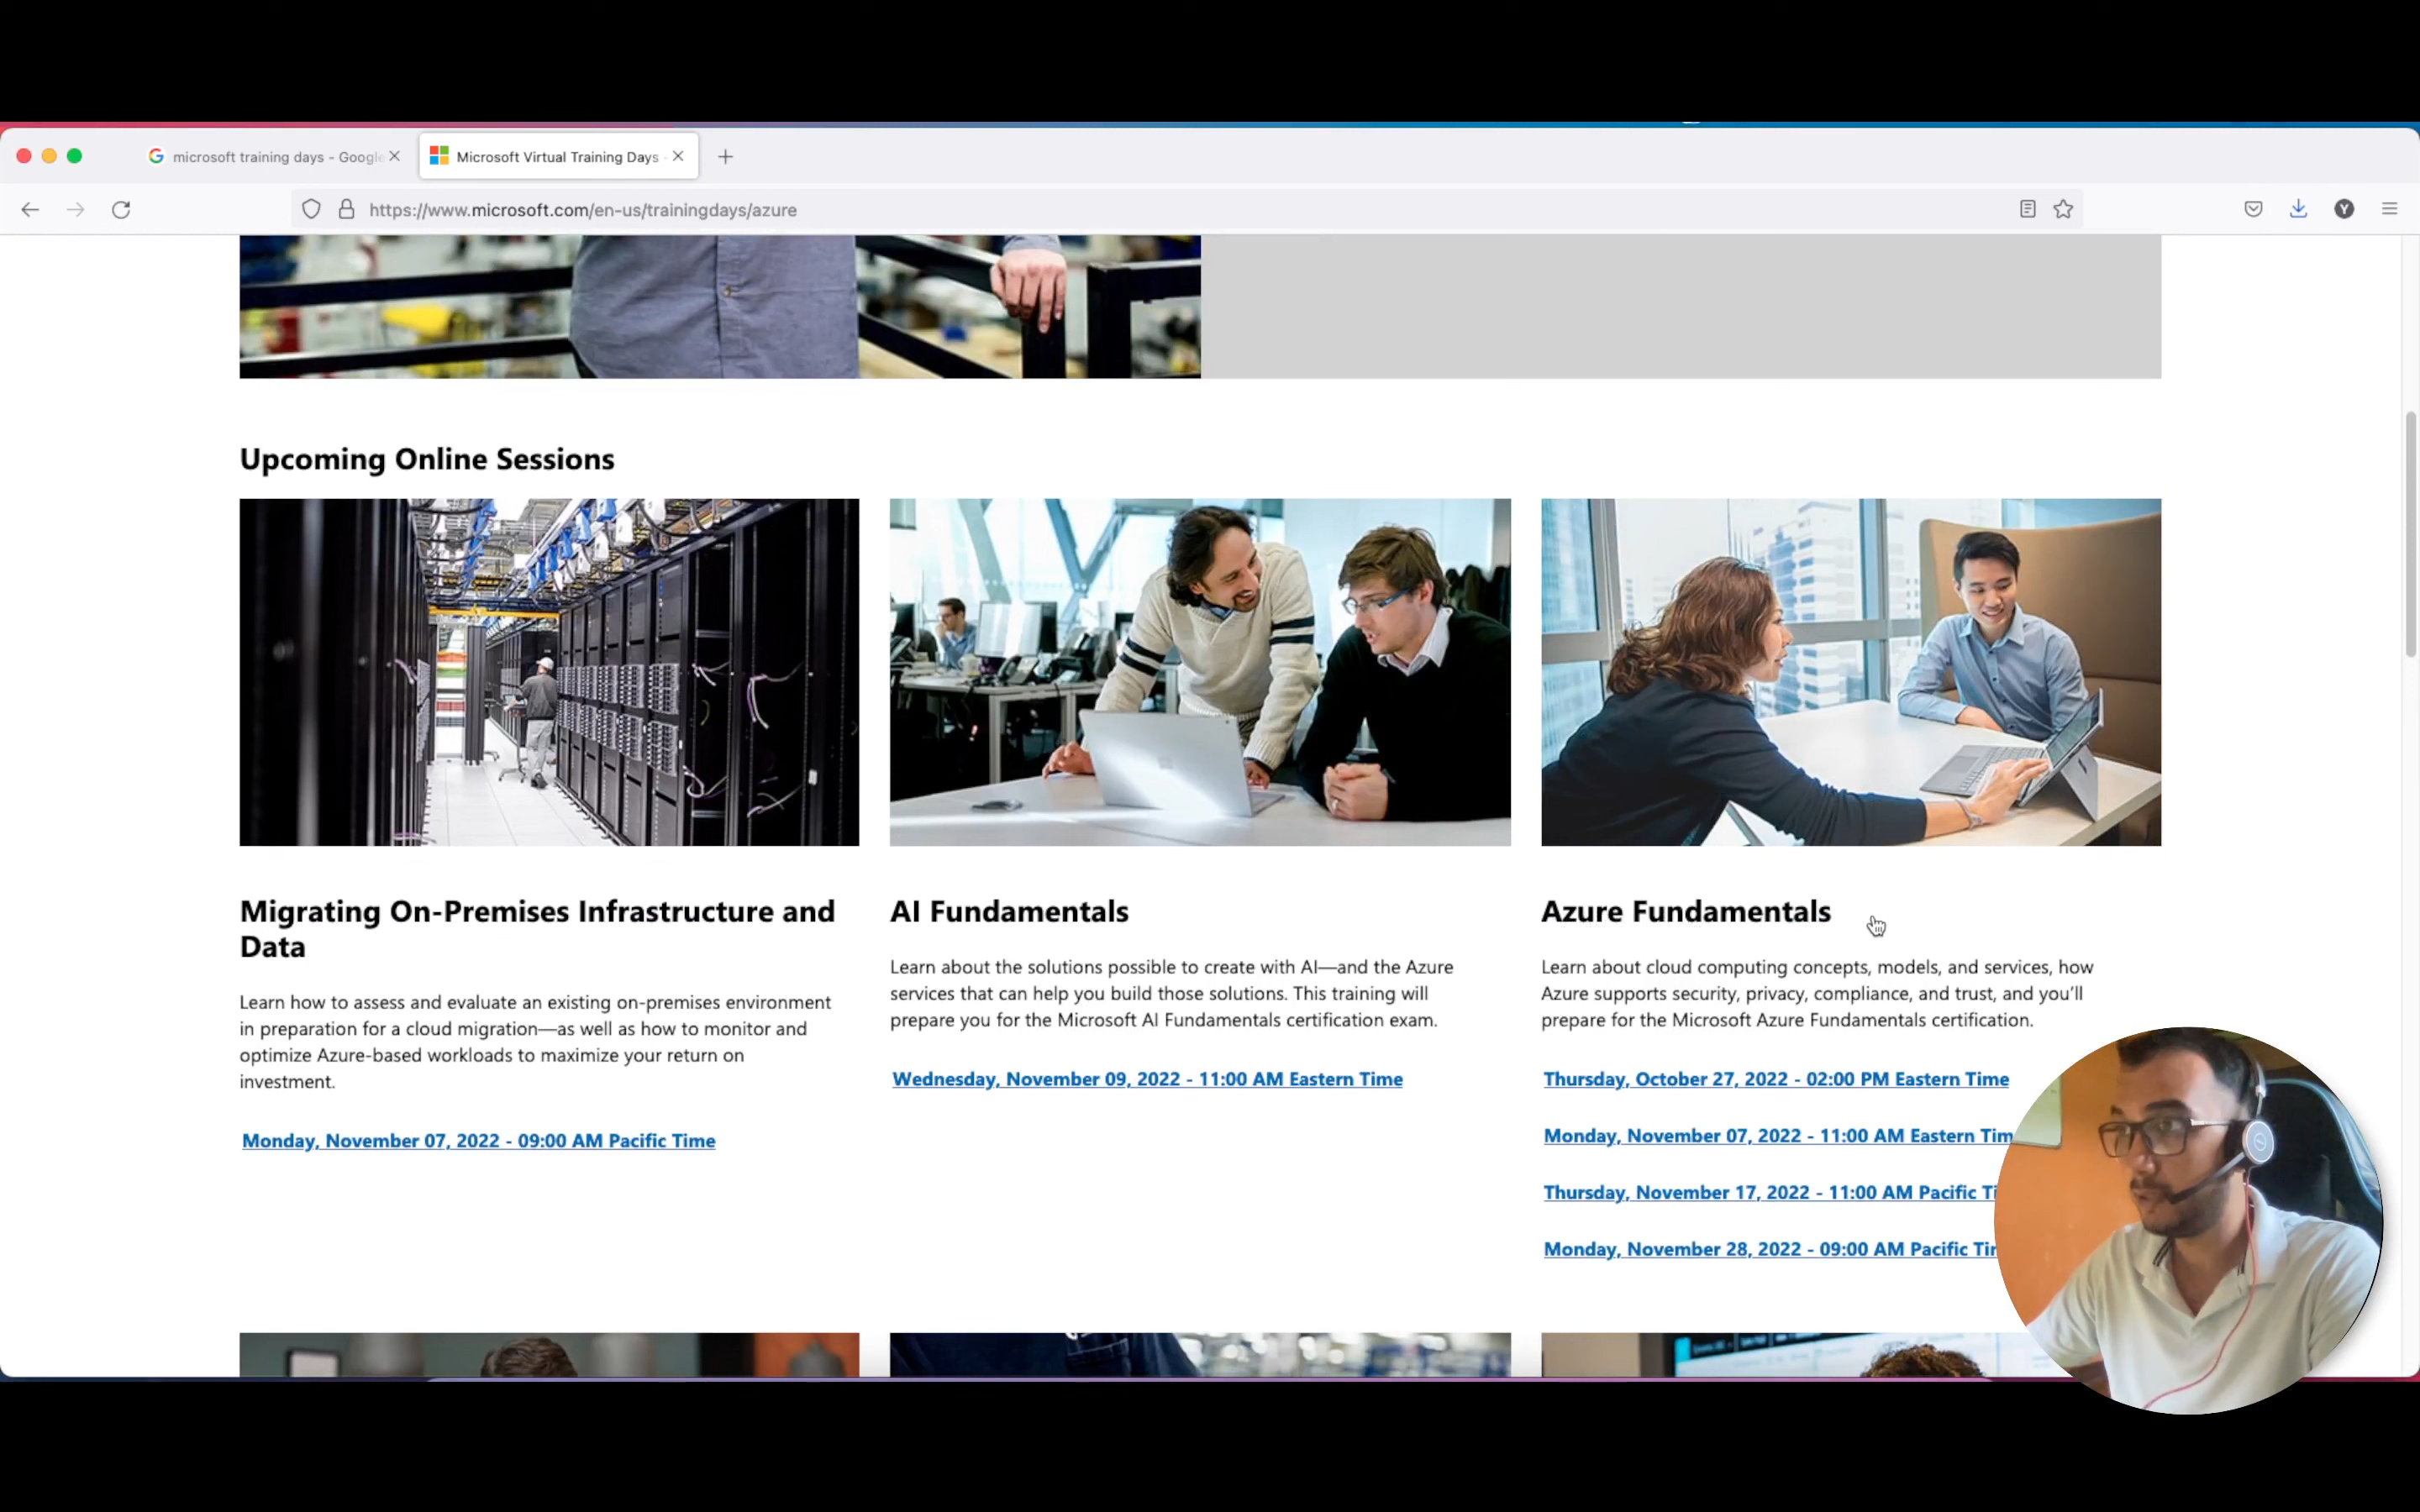 microsoft training days - Google
Microsoft Virtual Training Days -
https://www.microsoft.com/en-us/trainingdays/azure
Y
Upcoming Online Sessions
Migrating On-Premises Infrastructure and
Data
Learn how to assess and evaluate an existing on-premises environment
in preparation for a cloud migration—as well as how to monitor and
optimize Azure-based workloads to maximize your return on
investment.
Monday, November 07, 2022 - 09:00 AM Pacific Time
AI Fundamentals
Learn about the solutions possible to create with AI—and the Azure
services that can help you build those solutions. This training will
prepare you for the Microsoft AI Fundamentals certification exam.
Wednesday, November 09, 2022 - 11:00 AM Eastern Time
Azure Fundamentals
Learn about cloud computing concepts, models, and services, how
Azure supports security, privacy, compliance, and trust, and you'll
prepare for the Microsoft Azure Fundamentals certification.
Thursday, October 27, 2022 - 02:00 PM Eastern Time
Monday, November 07, 2022 - 11:00 AM Eastern Tim
Thursday, November 17, 2022 - 11:00 AM Pacific Ti
Monday, November 28, 2022 - 09:00 AM Pacific Ti